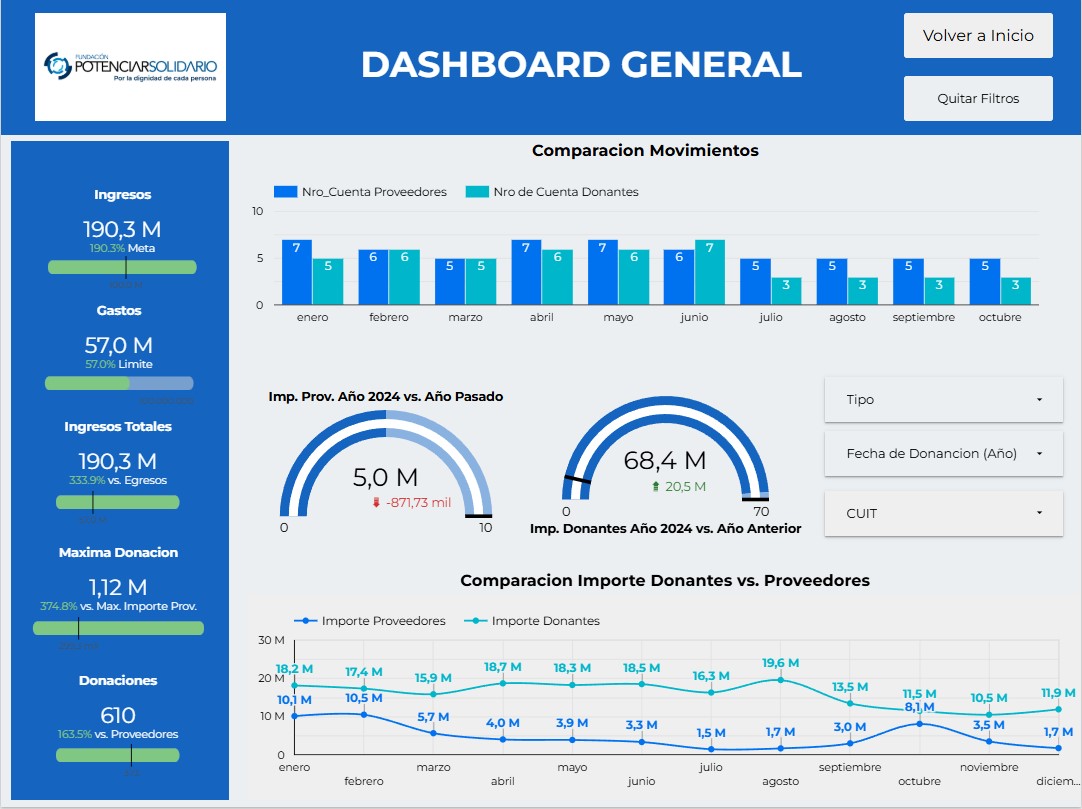 FUNDACIÓN
POTENCIARSOLIDARIO
Por la dignidad de cada persona
DASHBOARD GENERAL
Volver a Inicio
Quitar Filtros
Ingresos
190,3 M
190.3% Meta
Gastos
57,0 M
57.0% Limite
Ingresos Totales
190,3 M
333.9% vs. Egresos
Maxima Donacion
1,12 M
374.8% vs. Max. Importe Prov.
Donaciones
610
163.5% vs. Proveedores
Comparacion Movimientos
Nro_Cuenta Proveedores Nro de Cuenta Donantes
10
5
0
7 5 6 6 5 5 7 6 7 6 6 7 5 3 5 3 5 3 5 3
enero febrero marzo abril mayo junio julio agosto septiembre octubre
Imp. Prov. Año 2024 vs. Año Pasado
5,0 M
-871,73 mil
0 10
68,4 M
20,5 M
0 70
Imp. Donantes Año 2024 vs. Año Anterior
Tipo
Fecha de Donancion (Año)
CUIT
Comparacion Importe Donantes vs. Proveedores
Importe Proveedores Importe Donantes
30 M
20 M
10 M
0
18,2 M 17,4 M 15,9 M 18,7 M 18,3 M 18,5 M 16,3 M 19,6 M 13,5 M 11,5 M 10,5 M 11,9 M
10,1 M 10,5 M 5,7 M 4,0 M 3,9 M 3,3 M 1,5 M 1,7 M 3,0 M 8,1 M 3,5 M 1,7 M
enero febrero marzo abril mayo junio julio agosto septiembre octubre noviembre diciem...